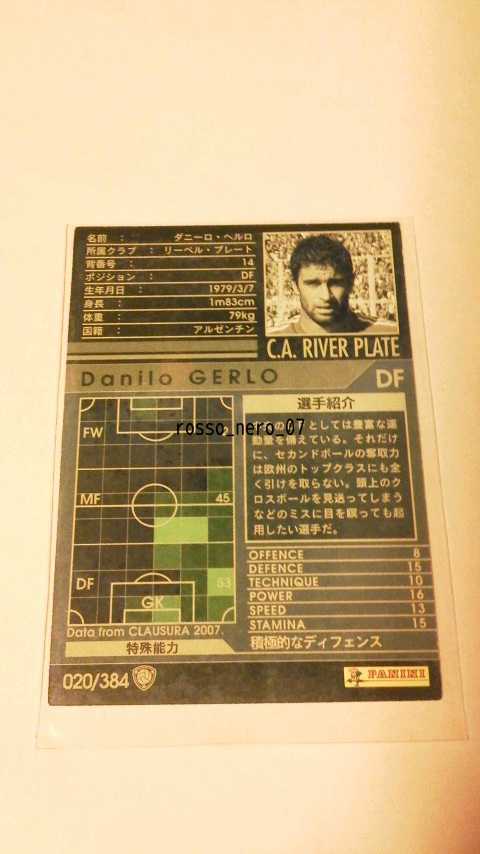 名前 : ダニーロ・ヘルロ
所属クラブ : リーベル・プレート
背番号 : 14
ポジション : DF
生年月日 : 1979/3/7
身長 : 1m83cm
体重 : 79kg
国籍 : アルゼンチン
C.A. RIVER PLATE
Danilo GERLO DF
FW
MF 45
DF 53
GK
Data from CLAUSURA 2007.
特殊能力
選手紹介
としては豊富な運
動量を備えている。それだけ
に、セカンドボールの奪取力
は欧州のトップクラスにも全
く引けを取らない。頭上のク
ロスボールを見送ってしまう
などのミスに目を瞑っても起
用したい選手だ。
OFFENCE 8
DEFENCE 15
TECHNIQUE 10
POWER 16
SPEED 13
STAMINA 15
積極的なディフェンス
020/384
PANINI
rosso_nero_07